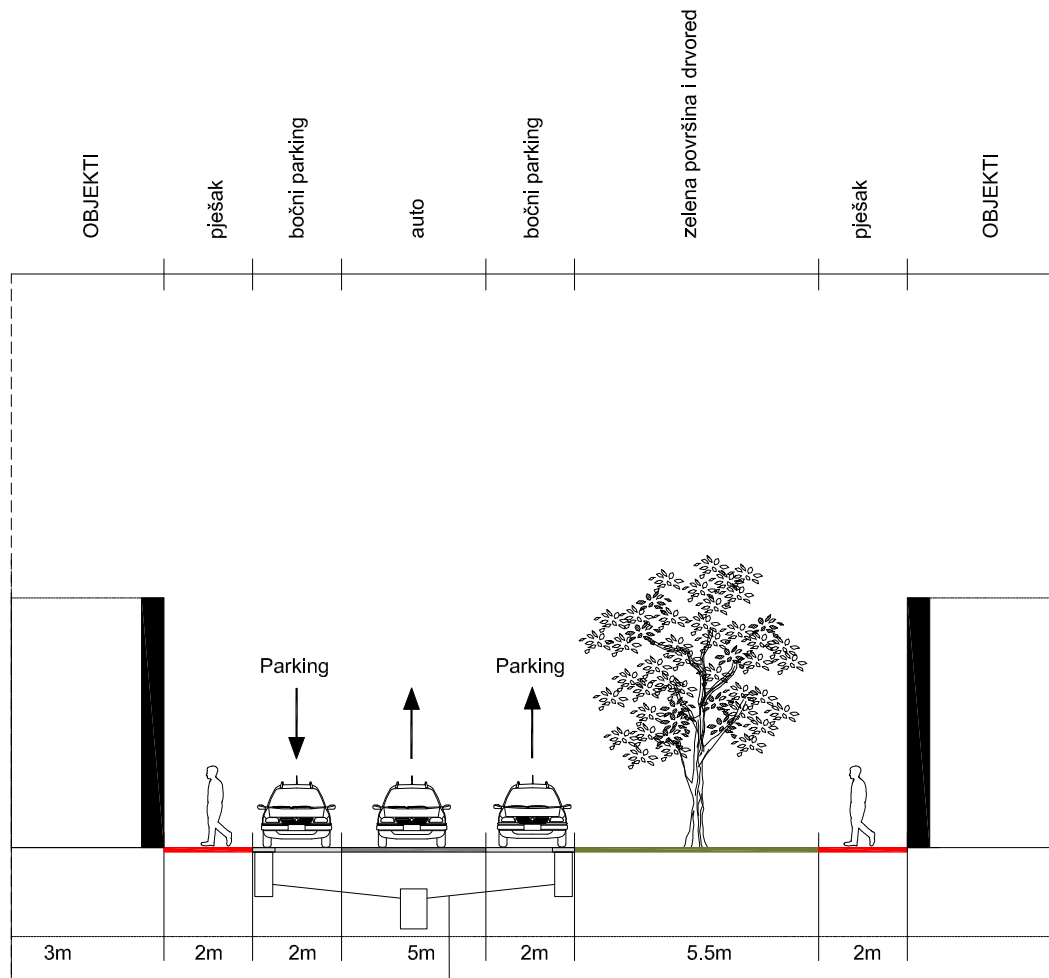 OBJEKTI
pješak
bočni parking
auto
bočni parking
zelena površina i drvored
pješak
OBJEKTI
Parking
Parking
3m
2m
2m
5m
2m
5.5m
2m